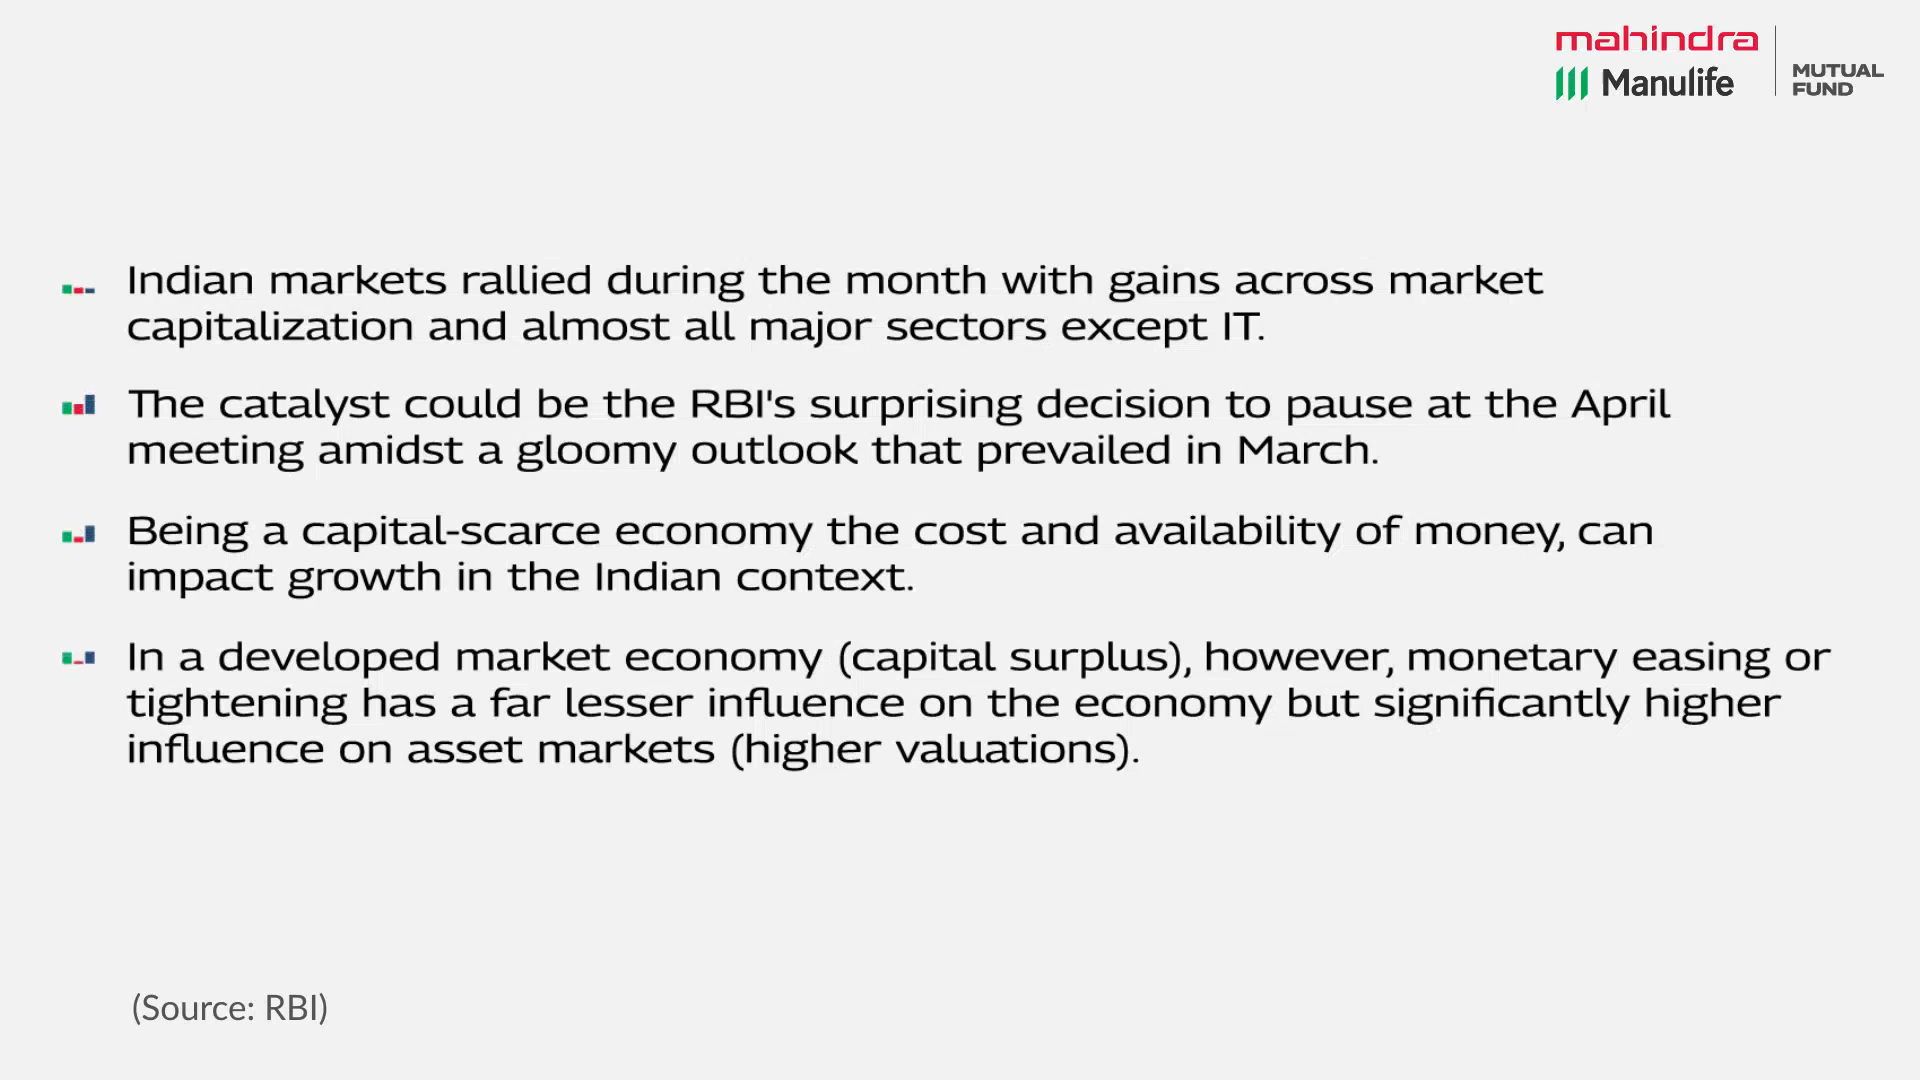 mahindra
Manulife
MUTUAL
FUND
Indian markets rallied during the month with gains across market
capitalization and almost all major sectors except IT.
The catalyst could be the RBI's surprising decision to pause at the April
meeting amidst a gloomy outlook that prevailed in March.
Being a capital-scarce economy the cost and availability of money, can
impact growth in the Indian context.
In a developed market economy (capital surplus), however, monetary easing or
tightening has a far lesser influence on the economy but significantly higher
influence on asset markets (higher valuations).
(Source: RBI)